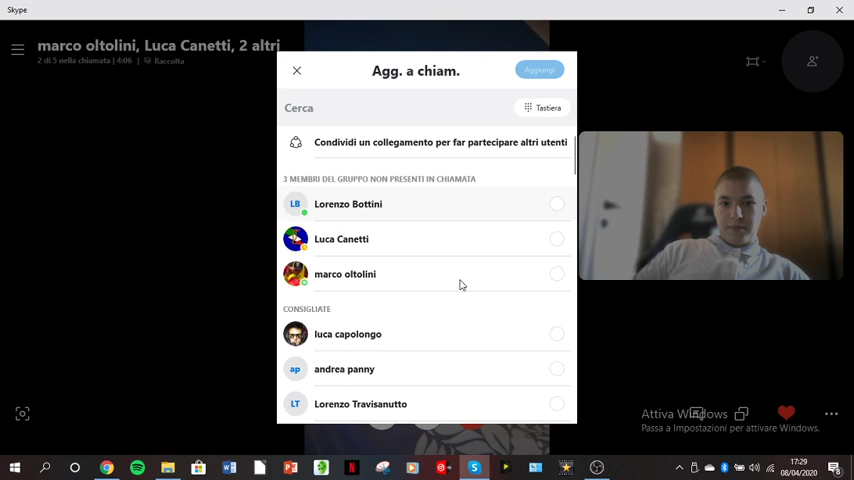 Skype
marco oltolini, Luca Canetti, 2 altri
2 di 5 nella chiamata | 4:06 | Raccolta
Agg. a chiam.
Aggiungi
Cerca
Tastiera
Condividi un collegamento per far partecipare altri utenti
3 MEMBRI DEL GRUPPO NON PRESENTI IN CHIAMATA
LB Lorenzo Bottini
Luca Canetti
marco oltolini
CONSIGLIATE
luca capolongo
ap andrea panny
LT Lorenzo Travisanutto
Attiva Windows
Passa a Impostazioni per attivare Windows.
17:29
08/04/2020